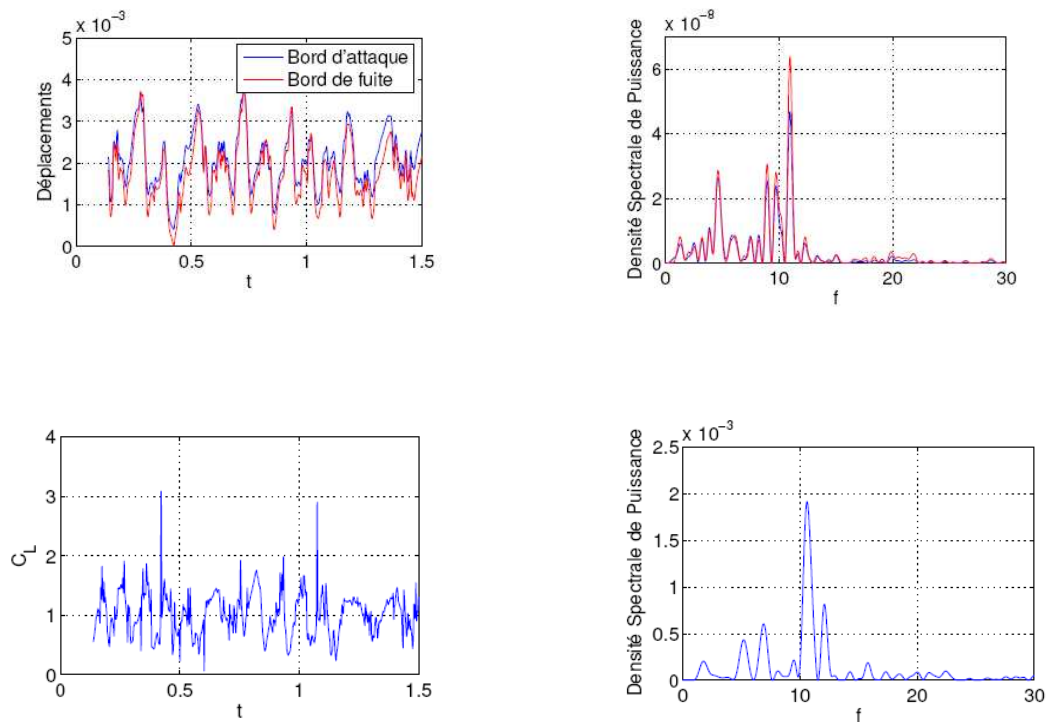 x 10⁻³
5
4
3
2
1
0
0
0.5
1
1.5
Déplacements
t
Bord d'attaque
Bord de fuite
x 10⁻⁸
6
4
2
0
0
10
20
30
Densité Spectrale de Puissance
f
4
3
2
1
0
0
0.5
1
1.5
C_L
t
x 10⁻³
2.5
2
1.5
1
0.5
0
0
10
20
30
Densité Spectrale de Puissance
f